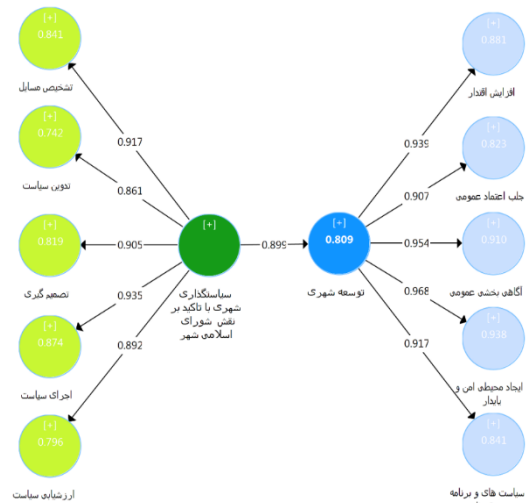 [+]
0.841
تشخیص مسایل
[+]
0.742
تدوین سیاست
[+]
0.819
تصمیم گیری
[+]
0.874
اجرای سیاست
[+]
0.796
ارزشیابی سیاست
0.917
0.861
0.905
0.935
0.892
[+]
سیاستگذاری
شهری با تاکید بر
نقش شورای
اسلامی شهر
0.899
[+]
0.809
توسعه شهری
0.939
0.907
0.954
0.968
0.917
[+]
0.881
افزایش اقتدار
[+]
0.823
جلب اعتماد عمومی
[+]
0.910
آگاهی بخشی عمومی
[+]
0.938
ایجاد محیطی امن و
پایدار
[+]
0.841
سیاست های و برنامه